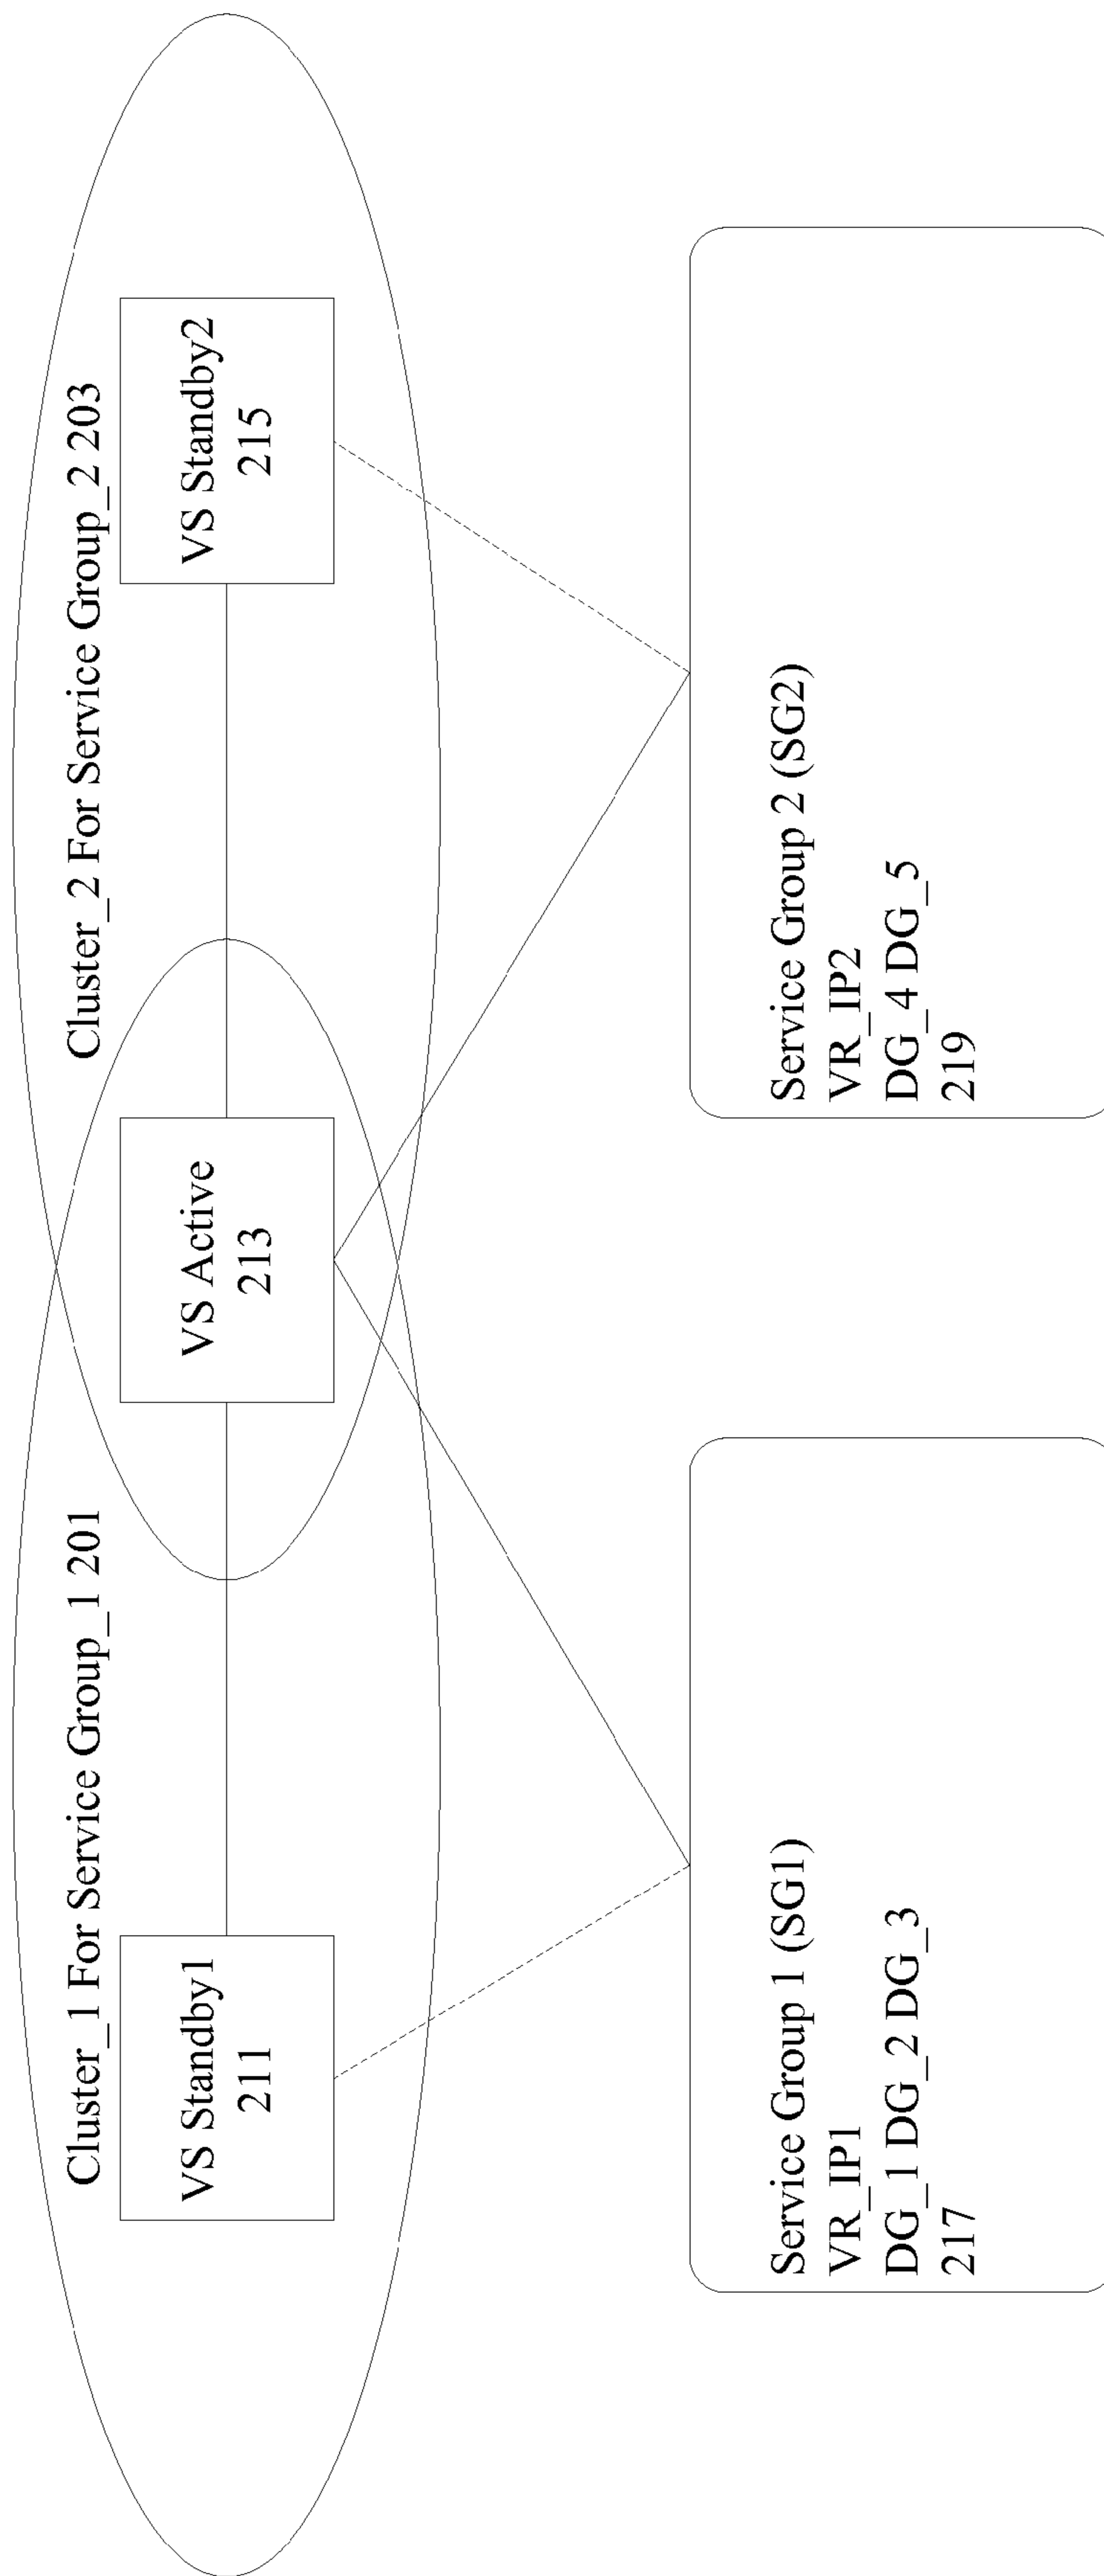 Cluster_1 For Service Group_1 201
Cluster_2 For Service Group_2 203
VS Standby1
211
VS Active
213
VS Standby2
215
Service Group 1 (SG1)
VR_IP1
DG_1 DG_2 DG_3
217
Service Group 2 (SG2)
VR_IP2
DG_4 DG_5
219